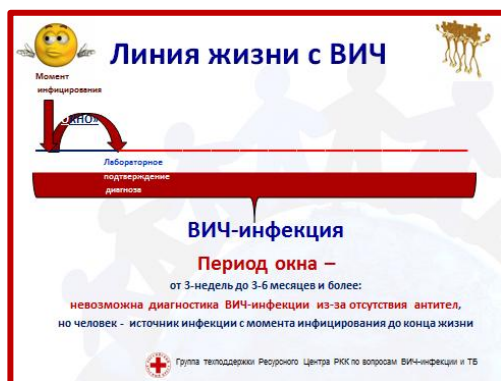 Линия жизни с ВИЧ
Момент
инфицирования
«ОКНО»
Лабораторное
подтверждение
диагноза
ВИЧ-инфекция
Период окна –
от 3-недель до 3-6 месяцев и более:
невозможна диагностика ВИЧ-инфекции из-за отсутствия антител,
но человек - источник инфекции с момента инфицирования до конца жизни
Группа техподдержки Ресурсного Центра РКК по вопросам ВИЧ-инфекции и ТБ